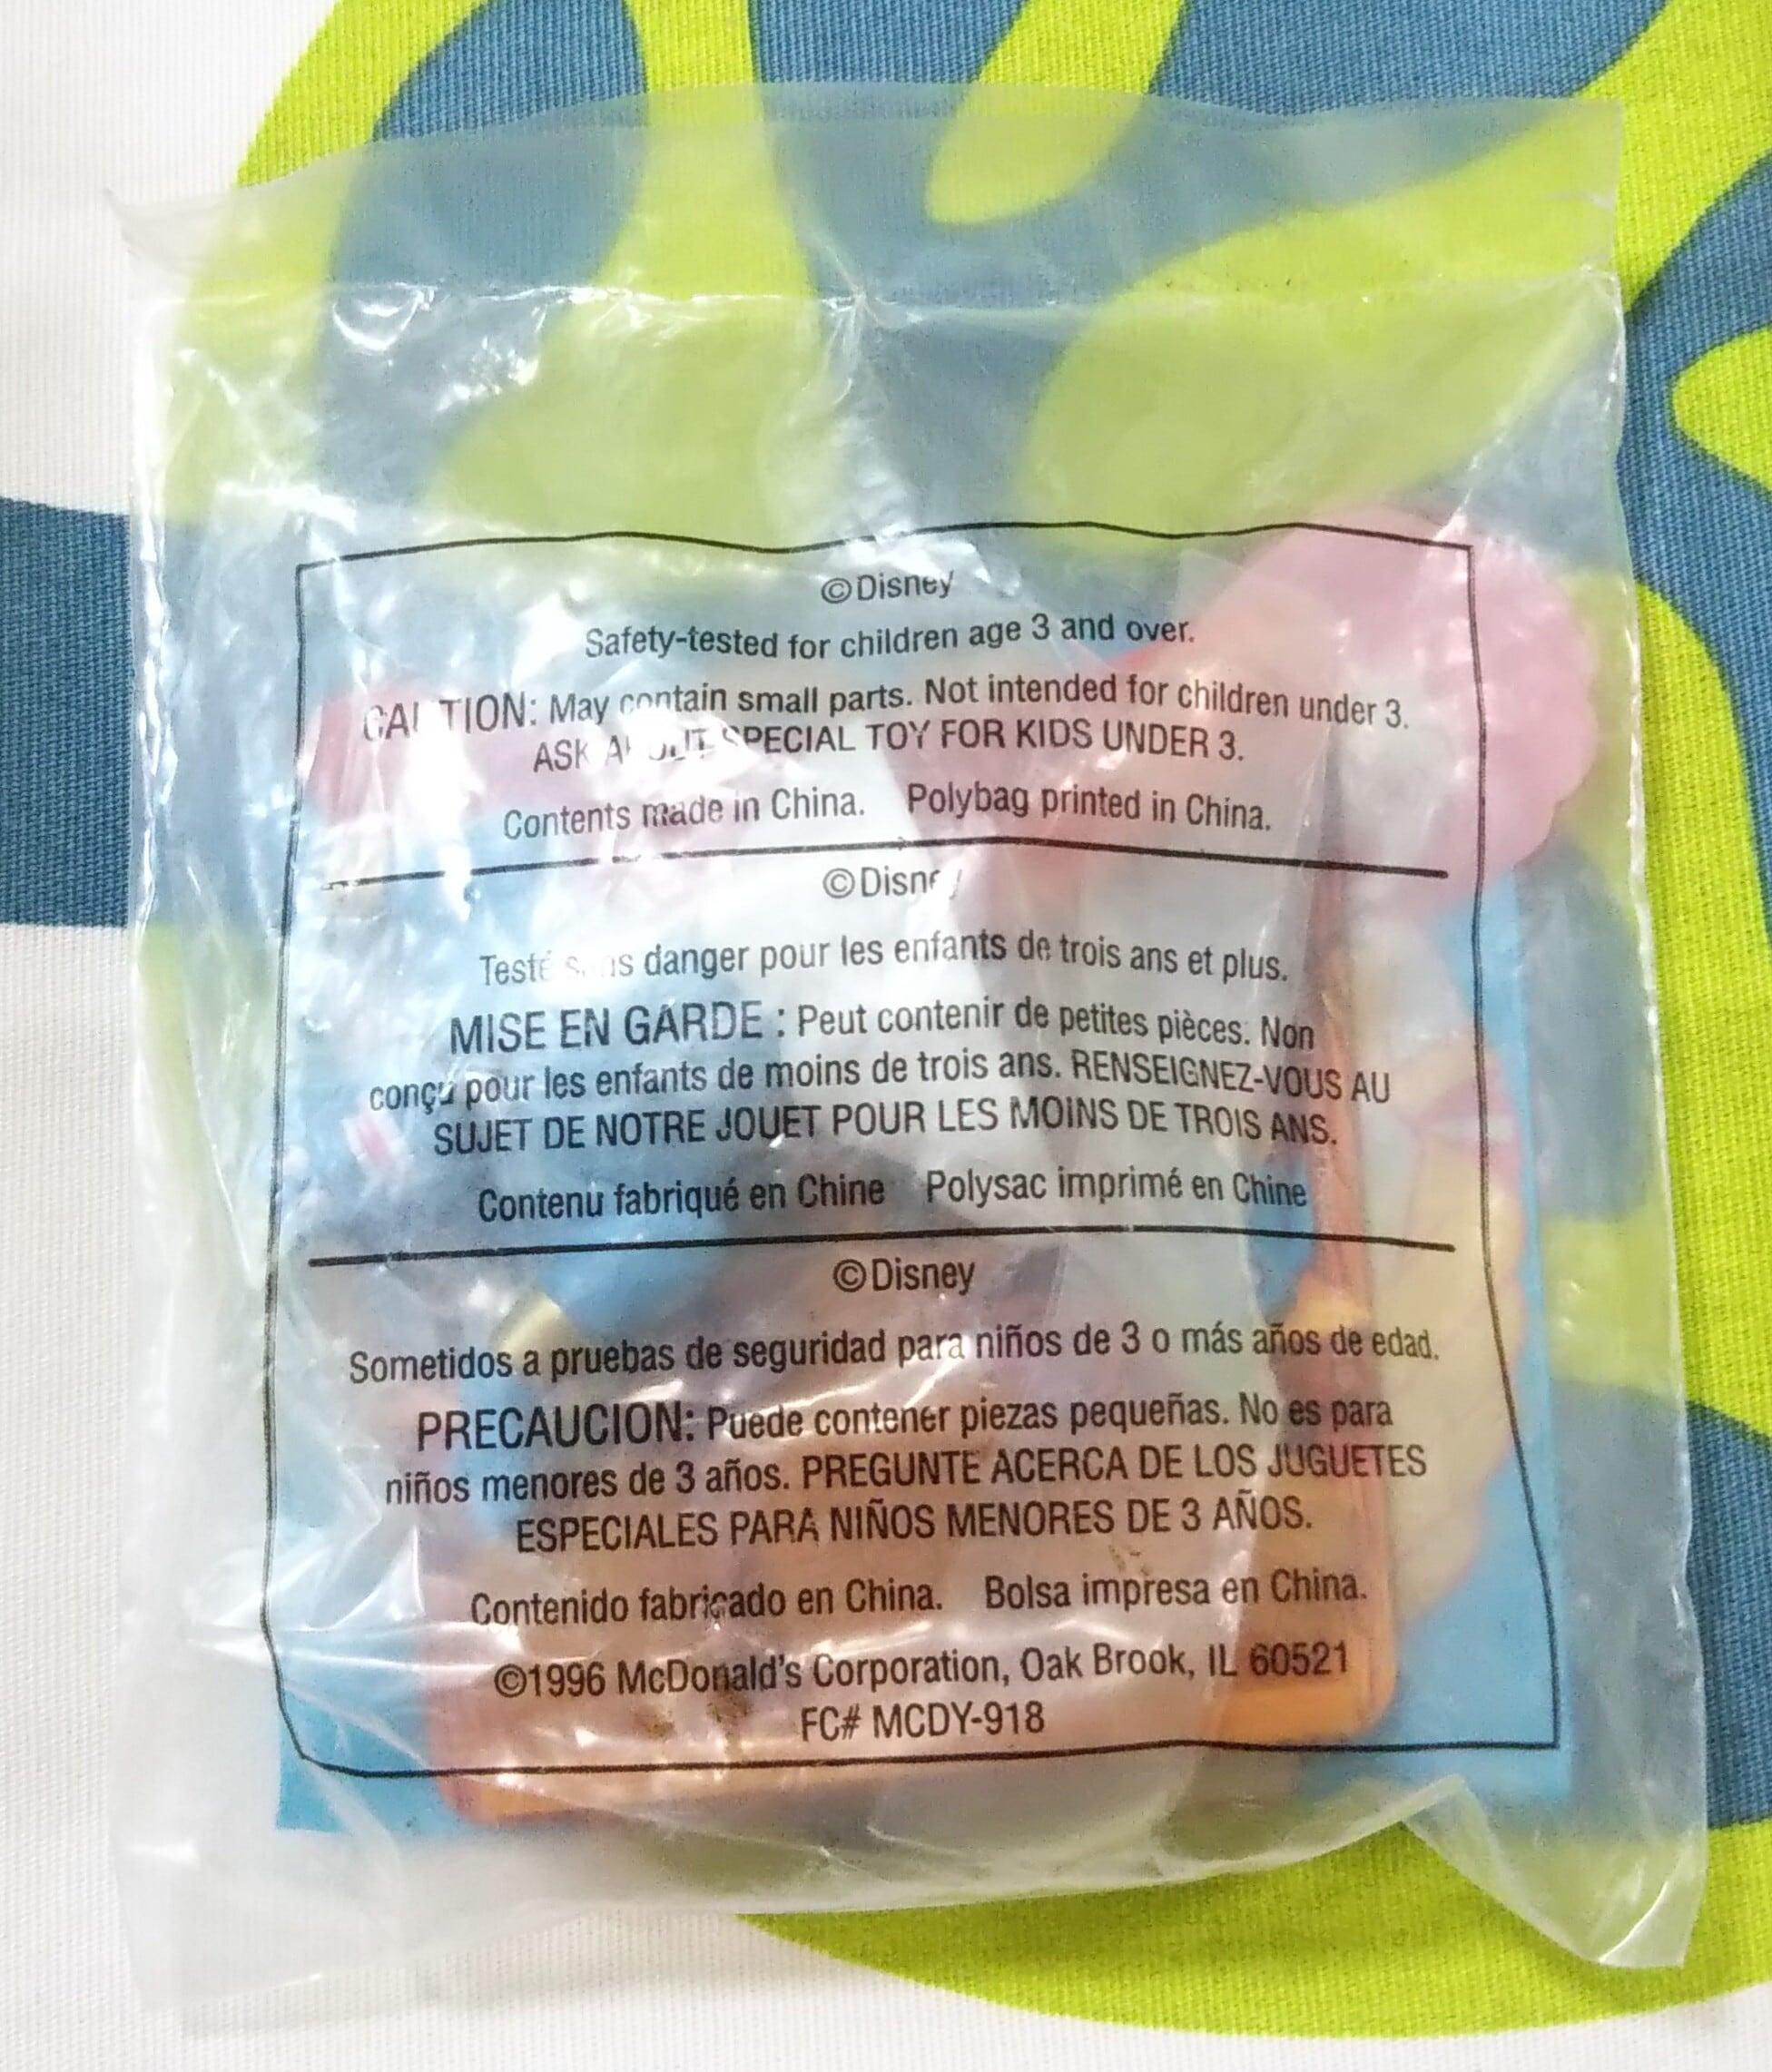 ©Disney
Safety-tested for children age 3 and over.
CAUTION: May contain small parts. Not intended for children under 3.
ASK ABOUT SPECIAL TOY FOR KIDS UNDER 3.
Contents made in China. Polybag printed in China.
©Disney
Testé sans danger pour les enfants de trois ans et plus.
MISE EN GARDE : Peut contenir de petites pièces. Non
conçu pour les enfants de moins de trois ans. RENSEIGNEZ-VOUS AU
SUJET DE NOTRE JOUET POUR LES MOINS DE TROIS ANS.
Contenu fabriqué en Chine Polysac imprimé en Chine
©Disney
Sometidos a pruebas de seguridad para niños de 3 o más años de edad.
PRECAUCION: Puede contener piezas pequeñas. No es para
niños menores de 3 años. PREGUNTE ACERCA DE LOS JUGUETES
ESPECIALES PARA NIÑOS MENORES DE 3 AÑOS.
Contenido fabricado en China. Bolsa impresa en China.
©1996 McDonald's Corporation, Oak Brook, IL 60521
FC# MCDY-918